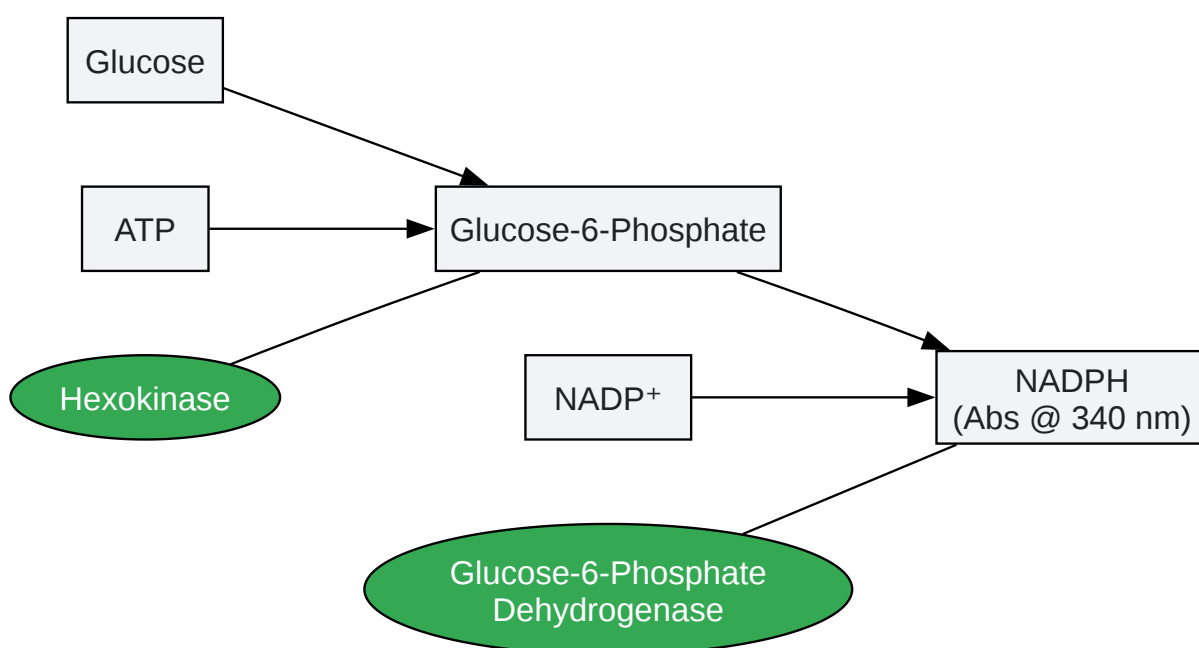 Glucose
ATP
Glucose-6-Phosphate
Hexokinase
NADP⁺
NADPH
(Abs @ 340 nm)
Glucose-6-Phosphate
Dehydrogenase